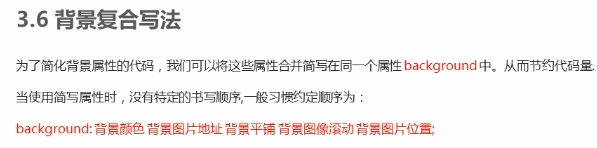 3.6 背景复合写法
为了简化背景属性的代码，我们可以将这些属性合并简写在同一个属性 background 中。从而节约代码量.
当使用简写属性时，没有特定的书写顺序,一般习惯约定顺序为：
background: 背景颜色 背景图片地址 背景平铺 背景图像滚动 背景图片位置;